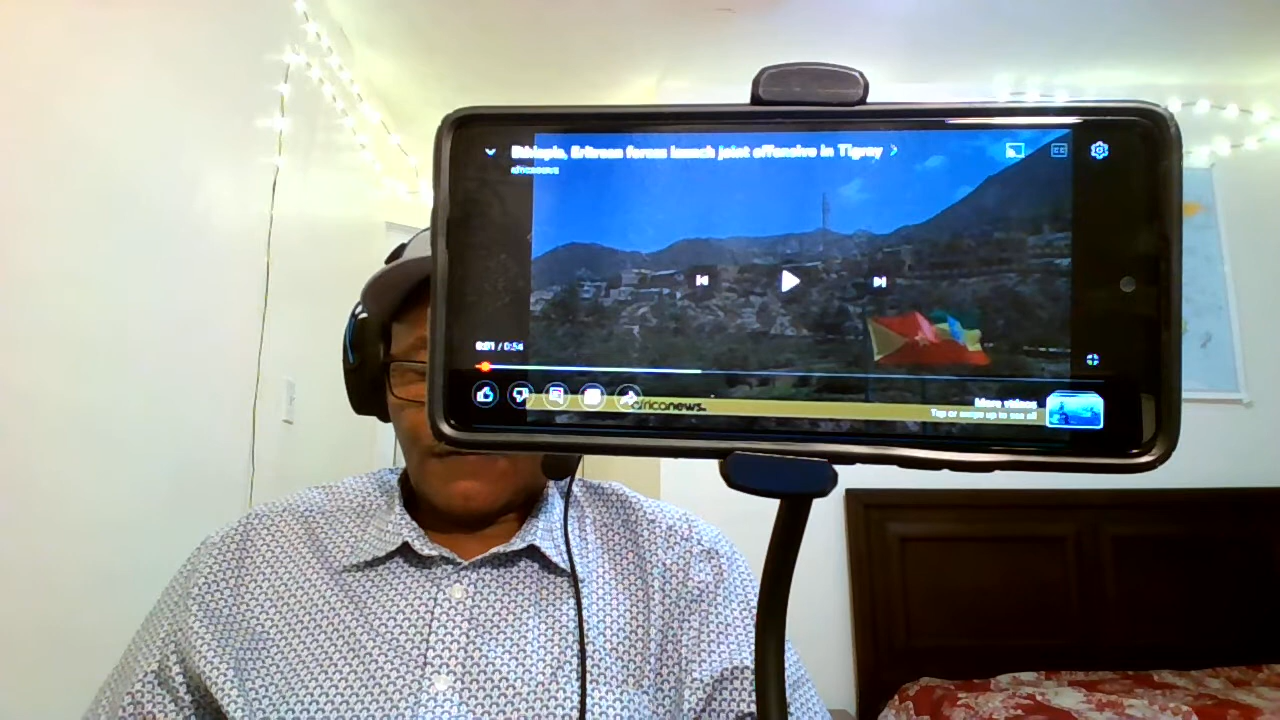 Ethiopia, Eritrean forces launch joint offensive in Tigray
africanews
CC
0:01 / 0:54
africanews.
More videos
Tap or swipe up to see all